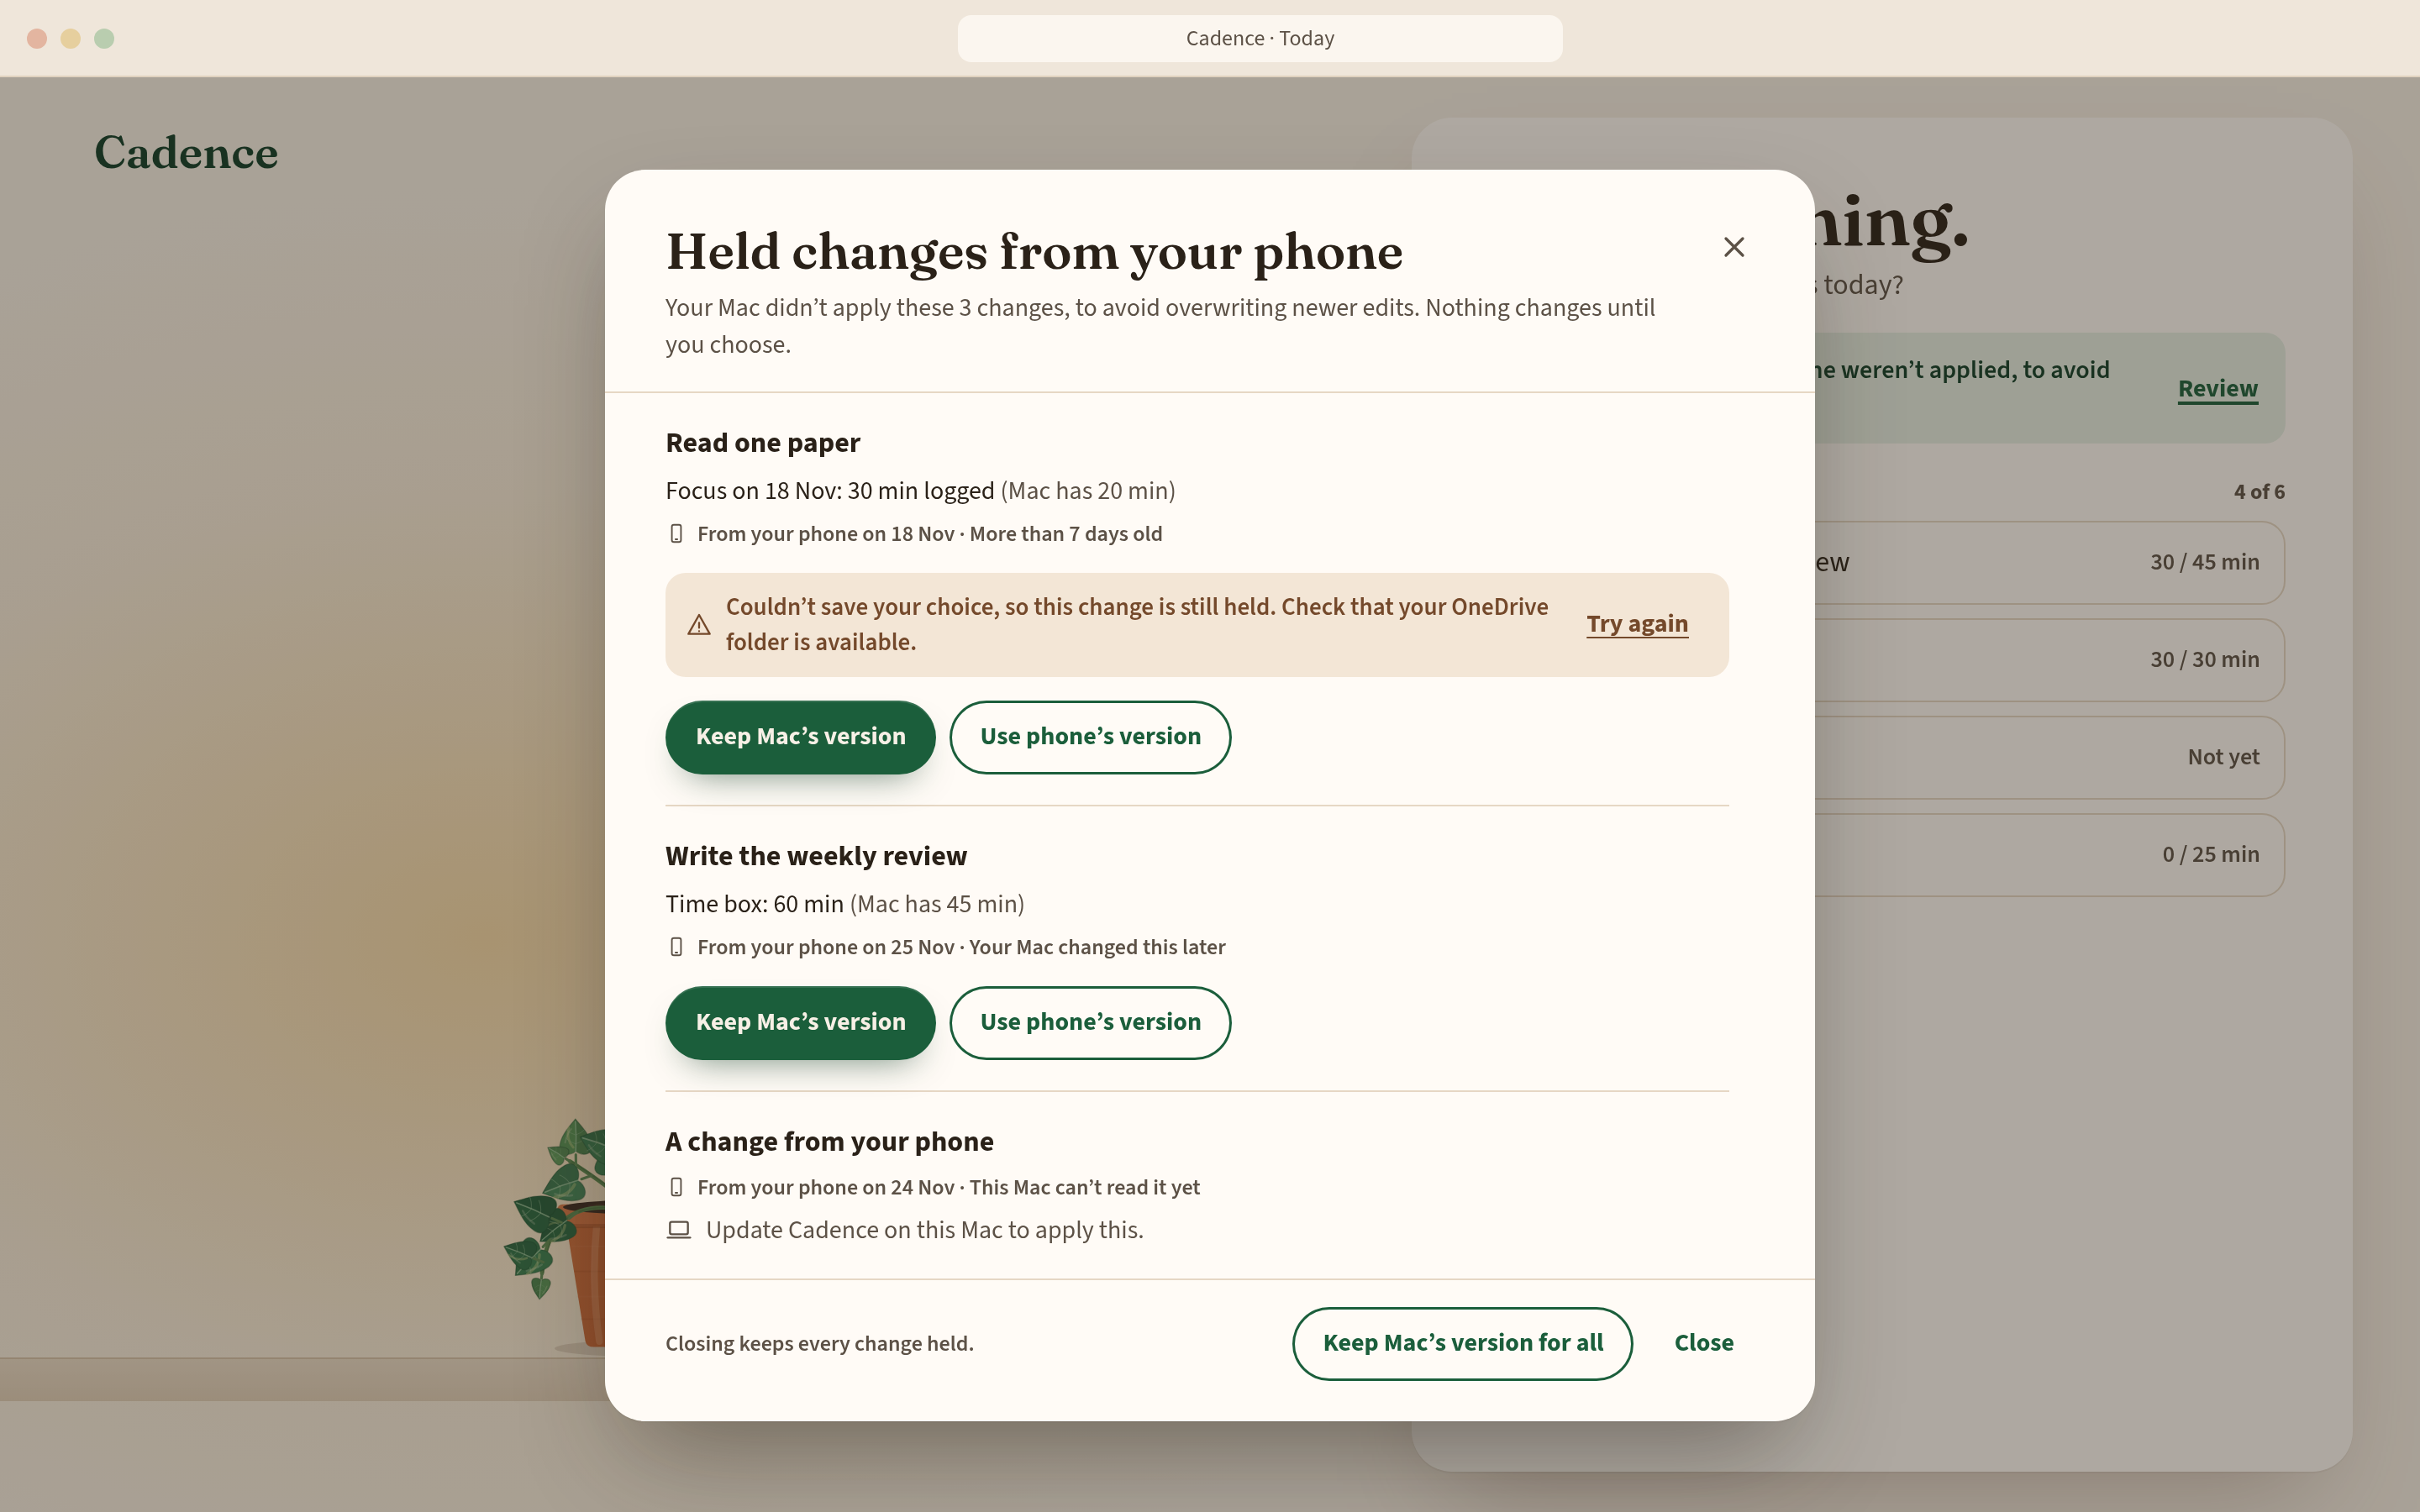 Cadence · Today
Cadence
Held changes from your phone
Your Mac didn’t apply these 3 changes, to avoid overwriting newer edits. Nothing changes until
you choose.
Read one paper
Focus on 18 Nov: 30 min logged (Mac has 20 min)
From your phone on 18 Nov · More than 7 days old
Couldn’t save your choice, so this change is still held. Check that your OneDrive
folder is available.
Try again
Keep Mac’s version
Use phone’s version
Write the weekly review
Time box: 60 min (Mac has 45 min)
From your phone on 25 Nov · Your Mac changed this later
Keep Mac’s version
Use phone’s version
A change from your phone
From your phone on 24 Nov · This Mac can’t read it yet
Update Cadence on this Mac to apply this.
Closing keeps every change held.
Keep Mac’s version for all
Close
today?
weren’t applied, to avoid
Review
4 of 6
30 / 45 min
30 / 30 min
Not yet
0 / 25 min